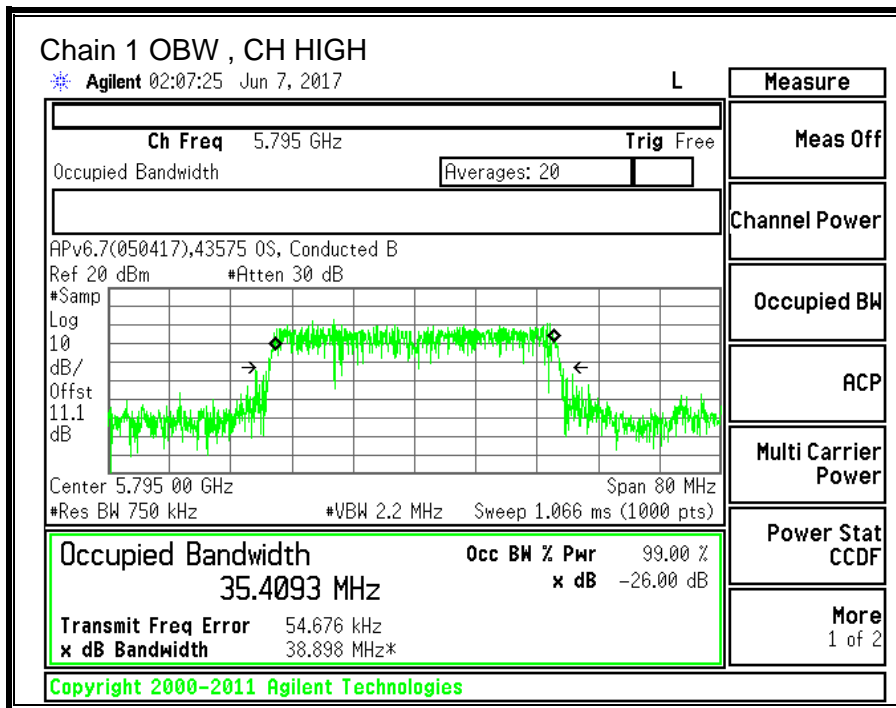 Chain 1 OBW , CH HIGH
Agilent 02:07:25 Jun 7, 2017
L
Measure
Ch Freq 5.795 GHz
Trig Free
Meas Off
Occupied Bandwidth
Averages: 20
Channel Power
APv6.7(050417),43575 OS, Conducted B
Ref 20 dBm
#Atten 30 dB
#Samp
Log
10
dB/
Offst
11.1
dB
Occupied BW
ACP
Multi Carrier
Power
Center 5.795 00 GHz
Span 80 MHz
#Res BW 750 kHz
#VBW 2.2 MHz
Sweep 1.066 ms (1000 pts)
Power Stat
CCDF
Occupied Bandwidth
35.4093 MHz
Occ BW % Pwr 99.00 %
x dB -26.00 dB
Transmit Freq Error 54.676 kHz
x dB Bandwidth 38.898 MHz*
More
1 of 2
Copyright 2000-2011 Agilent Technologies